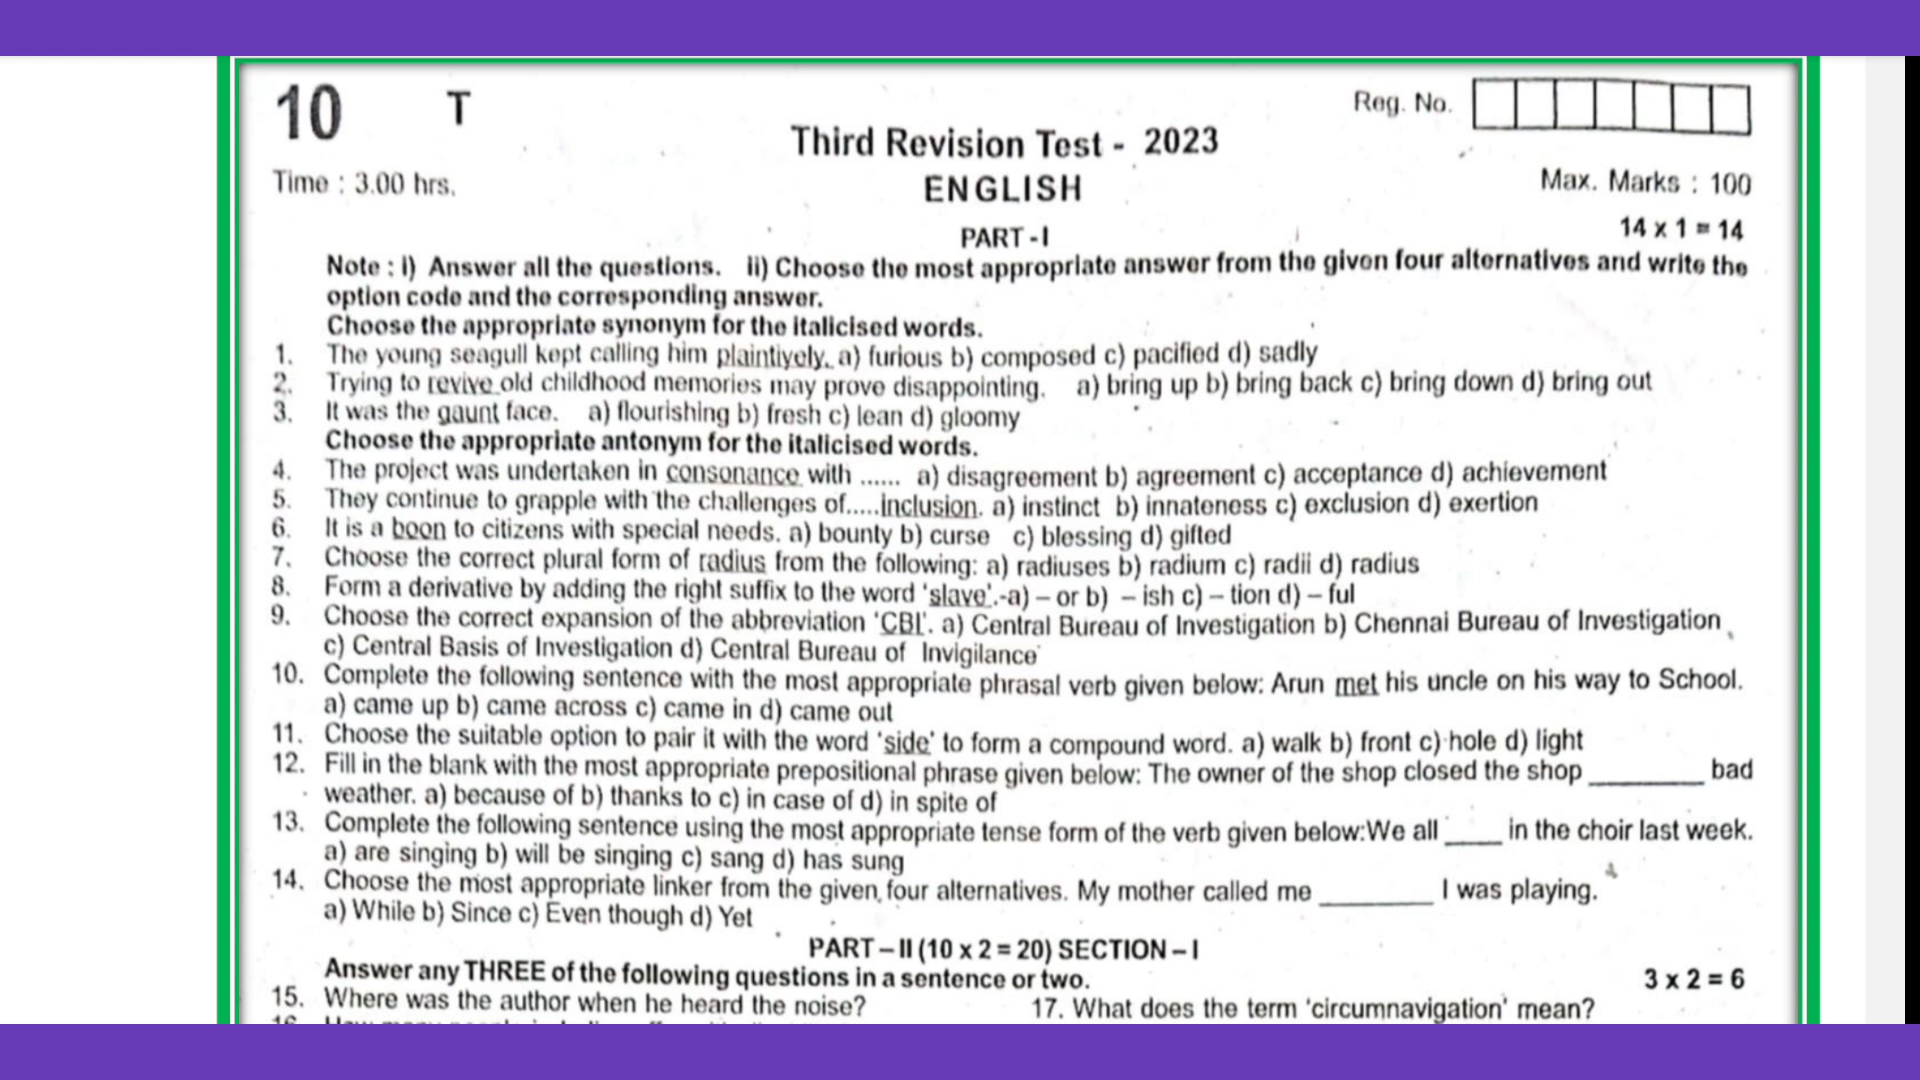 10 T Reg. No.
Third Revision Test - 2023
Time : 3.00 hrs. ENGLISH Max. Marks : 100
PART - I 14 x 1 = 14
Note : i) Answer all the questions. ii) Choose the most appropriate answer from the given four alternatives and write the
option code and the corresponding answer.
Choose the appropriate synonym for the italicised words.
1. The young seagull kept calling him plaintively. a) furious b) composed c) pacified d) sadly
2. Trying to revive old childhood memories may prove disappointing. a) bring up b) bring back c) bring down d) bring out
3. It was the gaunt face. a) flourishing b) fresh c) lean d) gloomy
Choose the appropriate antonym for the italicised words.
4. The project was undertaken in consonance with ...... a) disagreement b) agreement c) acceptance d) achievement
5. They continue to grapple with the challenges of.....inclusion. a) instinct b) innateness c) exclusion d) exertion
6. It is a boon to citizens with special needs. a) bounty b) curse c) blessing d) gifted
7. Choose the correct plural form of radius from the following: a) radiuses b) radium c) radii d) radius
8. Form a derivative by adding the right suffix to the word 'slave'.-a) – or b) – ish c) – tion d) – ful
9. Choose the correct expansion of the abbreviation 'CBI'. a) Central Bureau of Investigation b) Chennai Bureau of Investigation
c) Central Basis of Investigation d) Central Bureau of Invigilance
10. Complete the following sentence with the most appropriate phrasal verb given below: Arun met his uncle on his way to School.
a) came up b) came across c) came in d) came out
11. Choose the suitable option to pair it with the word 'side' to form a compound word. a) walk b) front c) hole d) light
12. Fill in the blank with the most appropriate prepositional phrase given below: The owner of the shop closed the shop ________ bad
weather. a) because of b) thanks to c) in case of d) in spite of
13. Complete the following sentence using the most appropriate tense form of the verb given below:We all ____ in the choir last week.
a) are singing b) will be singing c) sang d) has sung
14. Choose the most appropriate linker from the given four alternatives. My mother called me ________ I was playing.
a) While b) Since c) Even though d) Yet
PART – II (10 x 2 = 20) SECTION – I
Answer any THREE of the following questions in a sentence or two. 3 x 2 = 6
15. Where was the author when he heard the noise? 17. What does the term 'circumnavigation' mean?